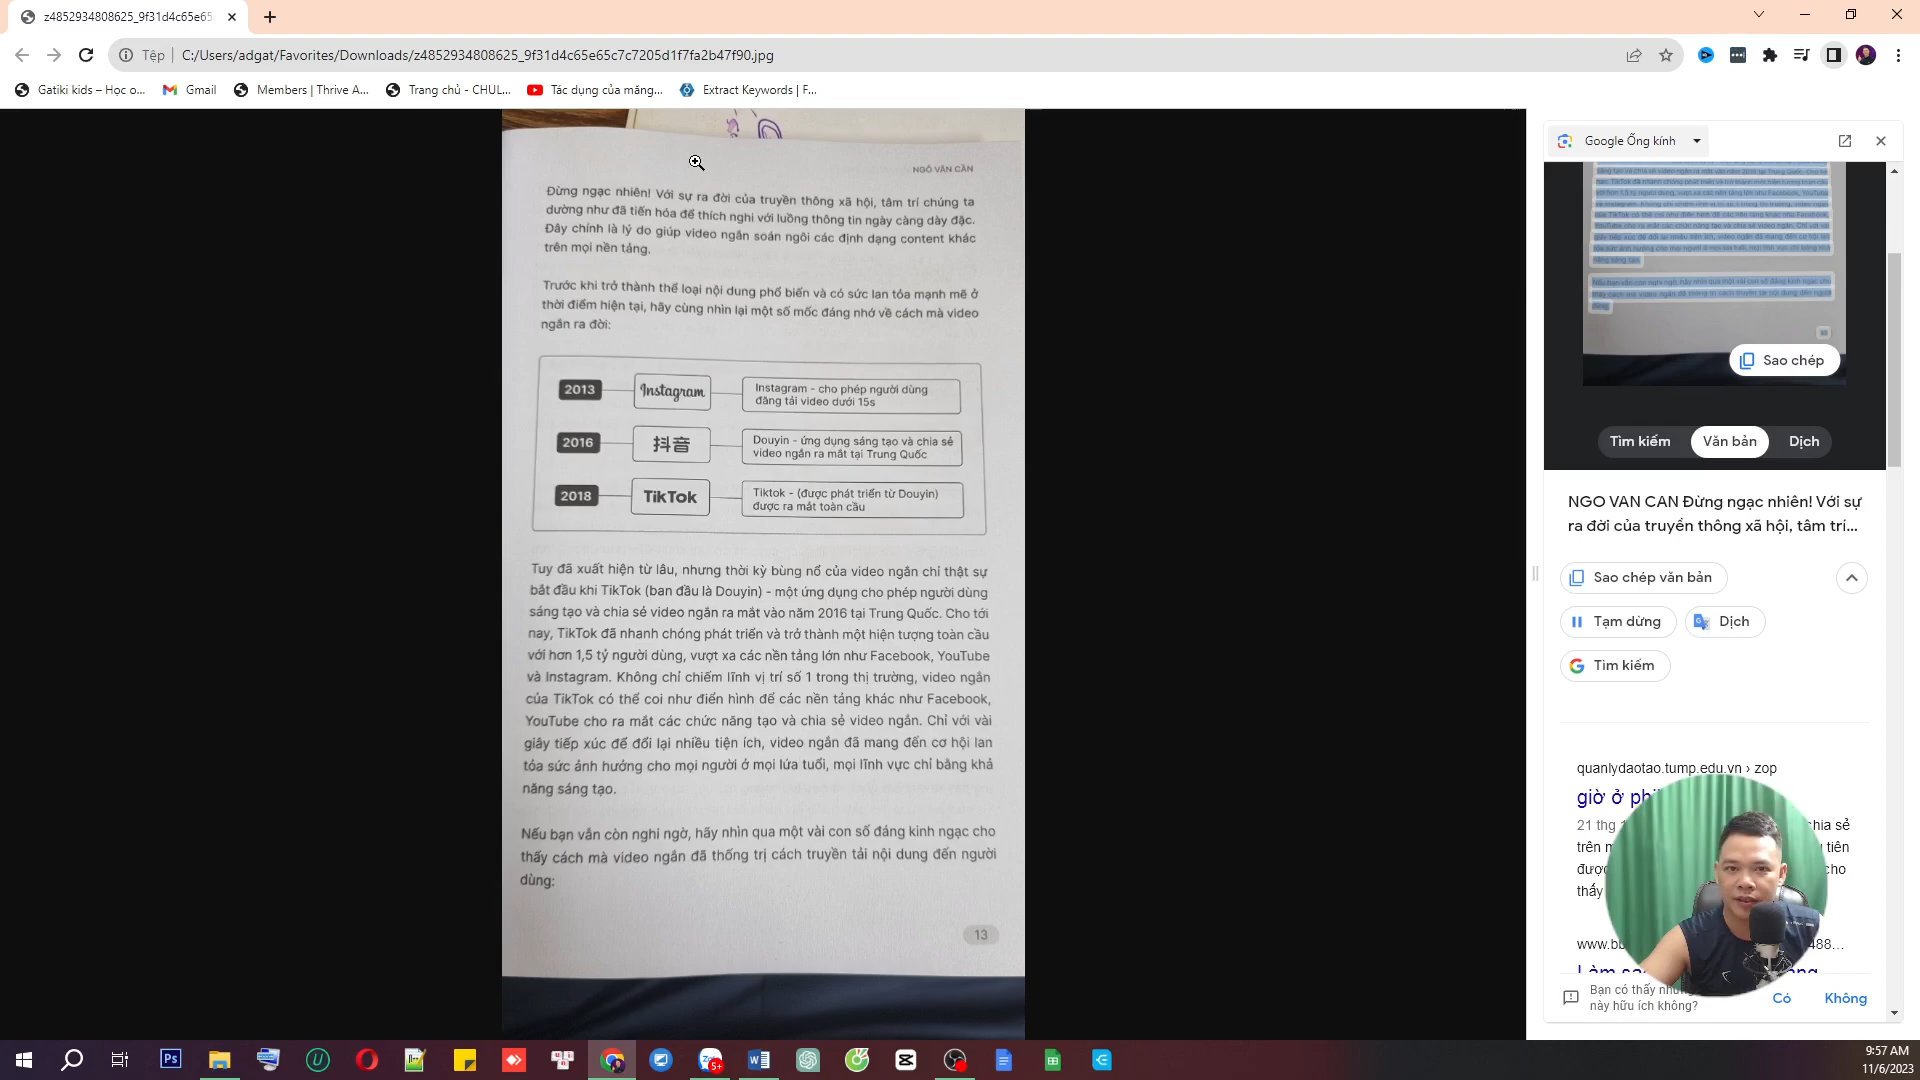 z4852934808625_9f31d4c65e65
Tệp
C:/Users/adgat/Favorites/Downloads/z4852934808625_9f31d4c65e65c7c7205d1f7fa2b47f90.jpg
Gatiki kids – Học o...
Gmail
Members | Thrive A...
Trang chủ - CHUL...
Tác dụng của măng...
Extract Keywords | F...
NGÔ VĂN CẦN
Đừng ngạc nhiên! Với sự ra đời của truyền thông xã hội, tâm trí chúng ta
dường như đã tiến hóa để thích nghi với luồng thông tin ngày càng dày đặc.
Đây chính là lý do giúp video ngắn soán ngôi các định dạng content khác
trên mọi nền tảng.
Trước khi trở thành thể loại nội dung phổ biến và có sức lan tỏa mạnh mẽ ở
thời điểm hiện tại, hãy cùng nhìn lại một số mốc đáng nhớ về cách mà video
ngắn ra đời:
2013
Instagram
Instagram - cho phép người dùng
đăng tải video dưới 15s
2016
抖音
Douyin - ứng dụng sáng tạo và chia sẻ
video ngắn ra mắt tại Trung Quốc
2018
TikTok
Tiktok - (được phát triển từ Douyin)
được ra mắt toàn cầu
Tuy đã xuất hiện từ lâu, nhưng thời kỳ bùng nổ của video ngắn chỉ thật sự
bắt đầu khi TikTok (ban đầu là Douyin) - một ứng dụng cho phép người dùng
sáng tạo và chia sẻ video ngắn ra mắt vào năm 2016 tại Trung Quốc. Cho tới
nay, TikTok đã nhanh chóng phát triển và trở thành một hiện tượng toàn cầu
với hơn 1,5 tỷ người dùng, vượt xa các nền tảng lớn như Facebook, YouTube
và Instagram. Không chỉ chiếm lĩnh vị trí số 1 trong thị trường, video ngắn
của TikTok có thể coi như điển hình để các nền tảng khác như Facebook,
YouTube cho ra mắt các chức năng tạo và chia sẻ video ngắn. Chỉ với vài
giây tiếp xúc để đổi lại nhiều tiện ích, video ngắn đã mang đến cơ hội lan
tỏa sức ảnh hưởng cho mọi người ở mọi lứa tuổi, mọi lĩnh vực chỉ bằng khả
năng sáng tạo.
Nếu bạn vẫn còn nghi ngờ, hãy nhìn qua một vài con số đáng kinh ngạc cho
thấy cách mà video ngắn đã thống trị cách truyền tải nội dung đến người
dùng:
13
Google Ống kính
Sao chép
Tìm kiếm
Văn bản
Dịch
NGO VAN CAN Đừng ngạc nhiên! Với sự
ra đời của truyền thông xã hội, tâm trí...
Sao chép văn bản
Tạm dừng
Dịch
Tìm kiếm
quanlydaotao.tump.edu.vn › zop
giờ ở
21 thg
chia sẻ
trên
tiên
được
cho
thấy
488...
Bạn có thấy
này hữu ích không?
Có
Không
Ps
5+
9:57 AM
11/6/2023